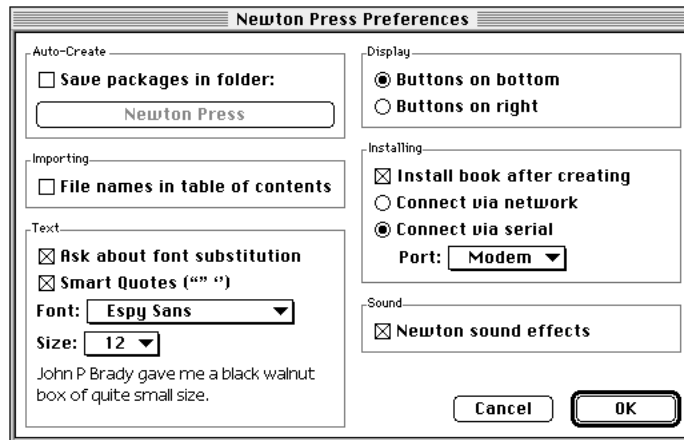 Newton Press Preferences
Auto-Create
Save packages in folder:
Newton Press
Importing
File names in table of contents
Text
Ask about font substitution
Smart Quotes (“” ‘’)
Font: Espy Sans
Size: 12
John P Brady gave me a black walnut
box of quite small size.
Display
Buttons on bottom
Buttons on right
Installing
Install book after creating
Connect via network
Connect via serial
Port: Modem
Sound
Newton sound effects
Cancel
OK